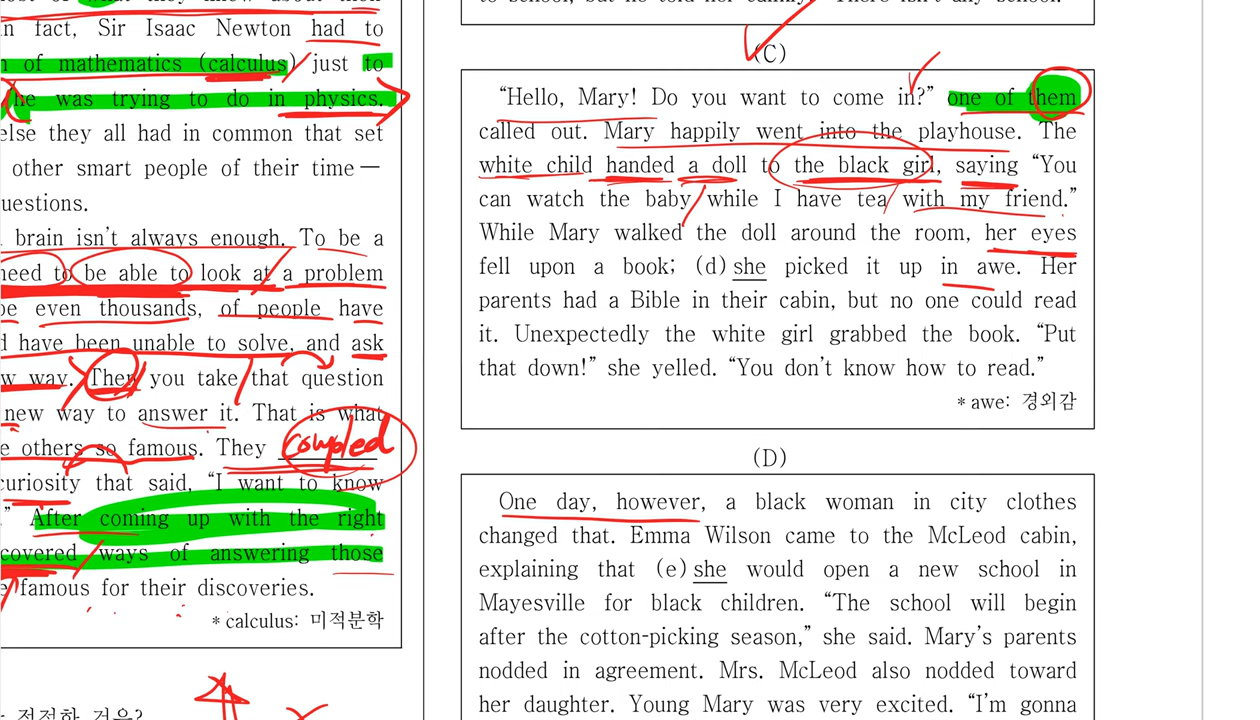 in fact, Sir Isaac Newton had to
of mathematics (calculus) just to
he was trying to do in physics.
else they all had in common that set
other smart people of their time—
questions.
brain isn't always enough. To be a
need to be able to look at a problem
be even thousands, of people have
have been unable to solve, and ask
way. Then you take that question
new way to answer it. That is what
others so famous. They coupled
curiosity that said, “I want to know
” After coming up with the right
ways of answering those
famous for their discoveries.
* calculus: 미적분학
적절한 것은?
(C)
“Hello, Mary! Do you want to come in?” one of them
called out. Mary happily went into the playhouse. The
white child handed a doll to the black girl, saying “You
can watch the baby while I have tea with my friend.”
While Mary walked the doll around the room, her eyes
fell upon a book; (d) she picked it up in awe. Her
parents had a Bible in their cabin, but no one could read
it. Unexpectedly the white girl grabbed the book. “Put
that down!” she yelled. “You don't know how to read.”
* awe: 경외감
(D)
One day, however, a black woman in city clothes
changed that. Emma Wilson came to the McLeod cabin,
explaining that (e) she would open a new school in
Mayesville for black children. “The school will begin
after the cotton-picking season,” she said. Mary's parents
nodded in agreement. Mrs. McLeod also nodded toward
her daughter. Young Mary was very excited. “I'm gonna